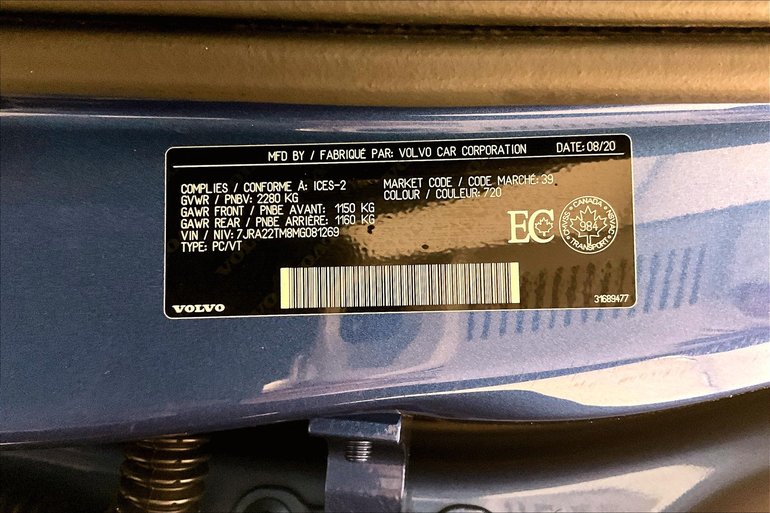 MFD BY / FABRIQUÉ PAR: VOLVO CAR CORPORATION DATE: 08/20
COMPLIES / CONFORME À: ICES-2
GVWR / PNBV: 2280 KG
GAWR FRONT / PNBE AVANT: 1150 KG
GAWR REAR / PNBE ARRIÈRE: 1160 KG
VIN / NIV: 7JRA22TM8MG081269
TYPE: PC/VT
MARKET CODE / CODE MARCHÉ: 39
COLOUR / COULEUR: 720
EC
CANADA
984
TRANSPORT
VOLVO
31689477